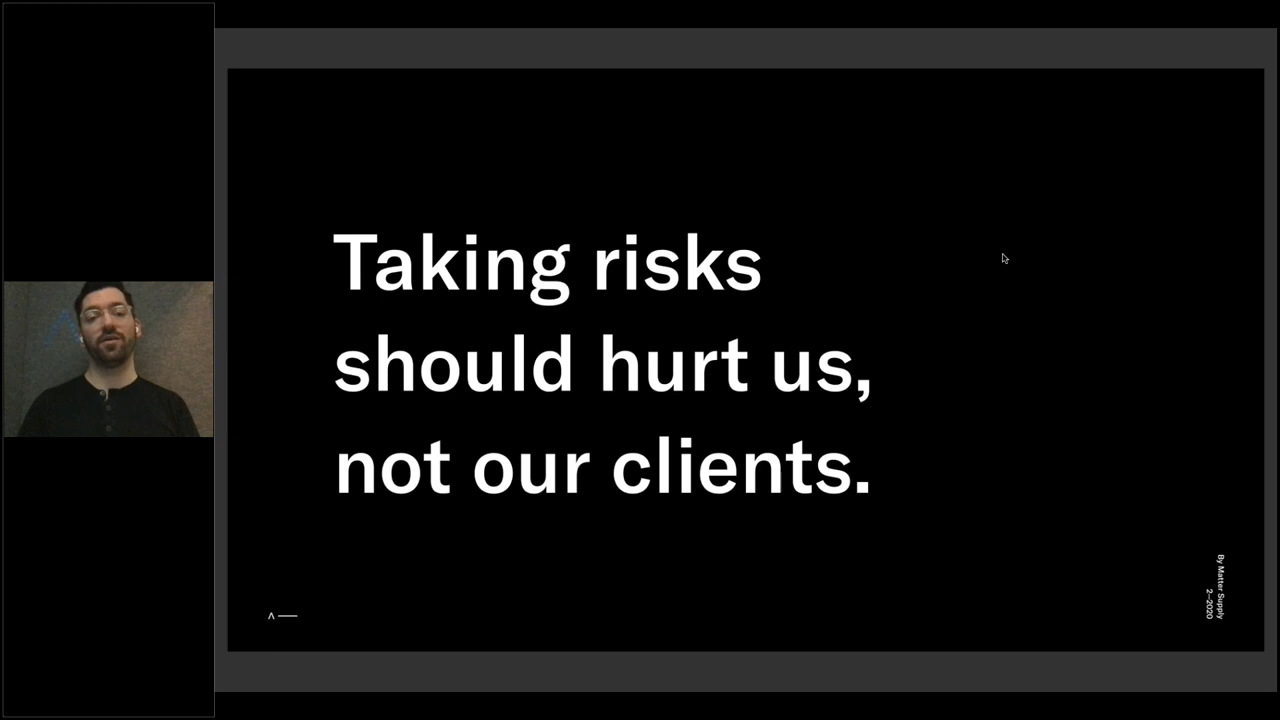 Taking risks
should hurt us,
not our clients.
By Matter Supply
2–2020